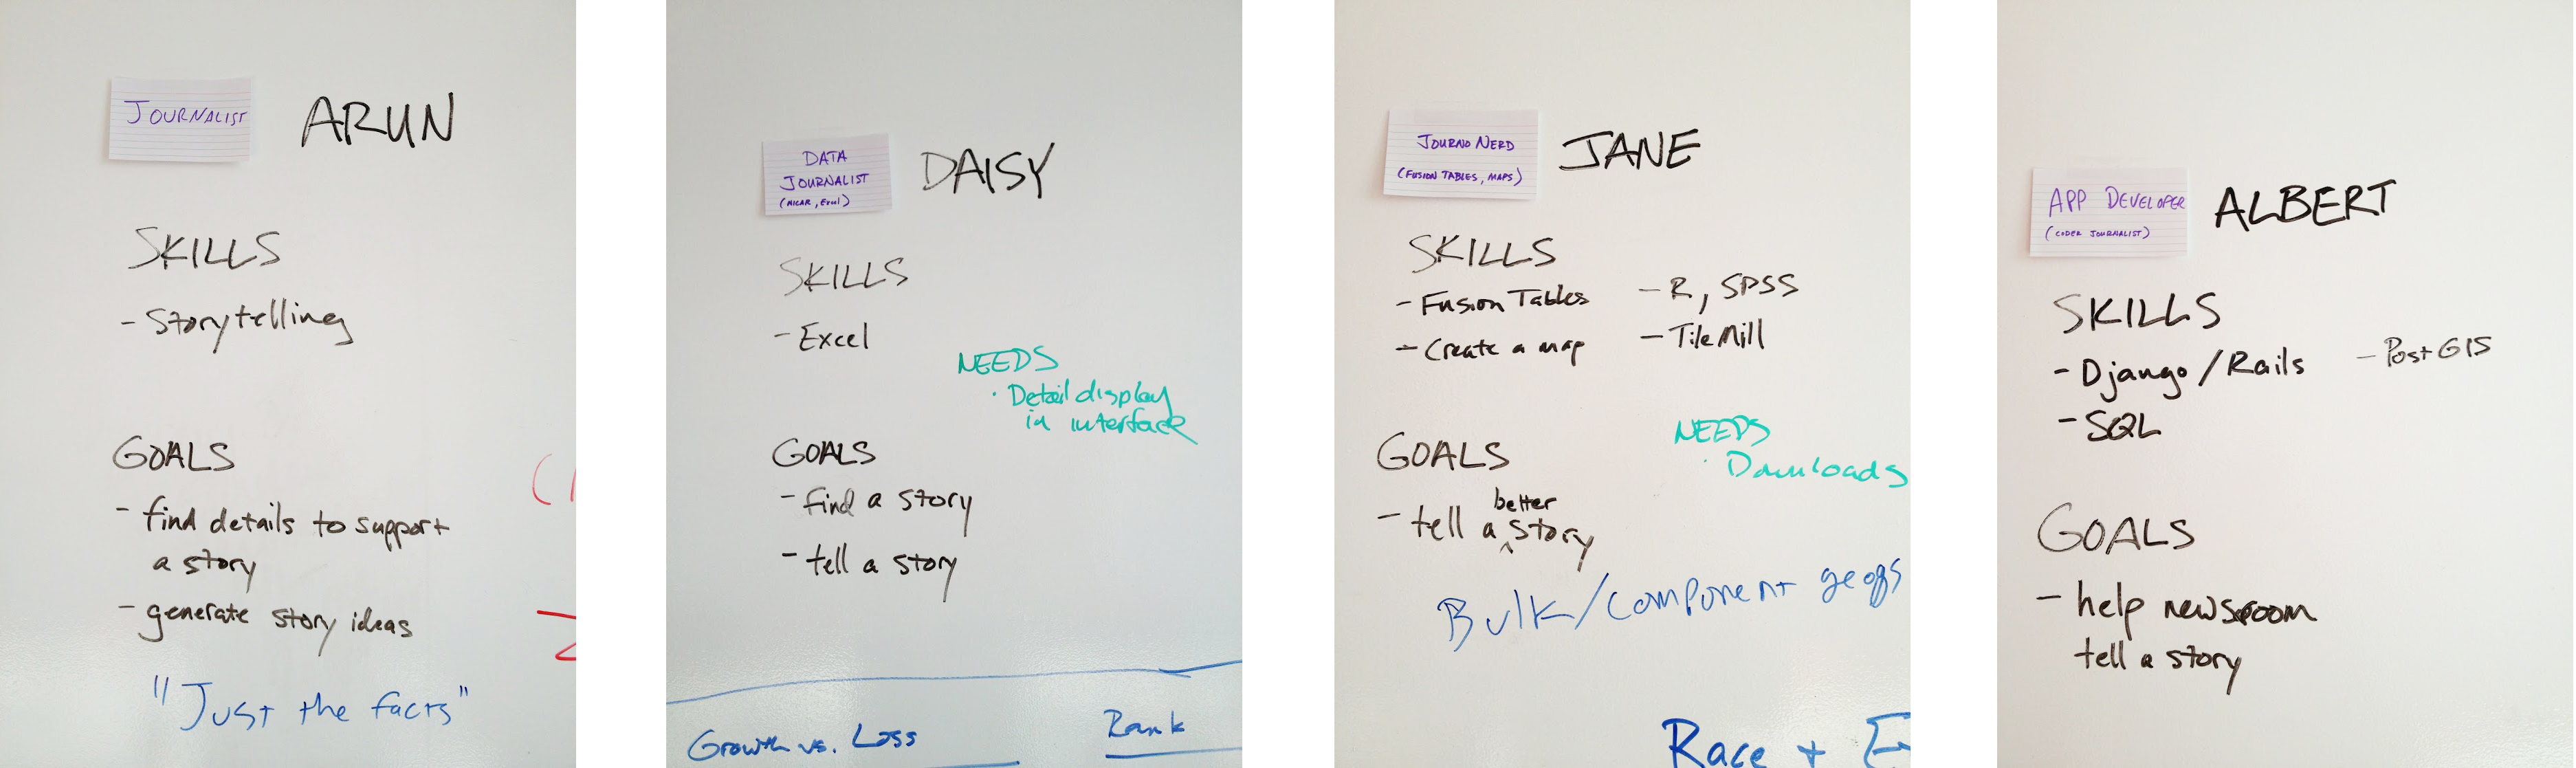 JOURNALIST
ARUN
SKILLS
- Storytelling
GOALS
- find details to support
a story
- generate story ideas
"Just the facts"
DATA
JOURNALIST
(NICAR, Excel)
DAISY
SKILLS
- Excel
NEEDS
· Detail display
in interface
GOALS
- find a story
- tell a story
Growth vs. Loss
Rank
JOURNO NERD
(FUSION TABLES, MAPS)
JANE
SKILLS
- Fusion Tables
- R, SPSS
- Create a map
- TileMill
NEEDS
· Downloads
GOALS
- tell a better story
Bulk/component geogs
Race +
APP DEVELOPER
(CODER JOURNALIST)
ALBERT
SKILLS
- Django/Rails
- PostGIS
- SQL
GOALS
- help newsroom
tell a story